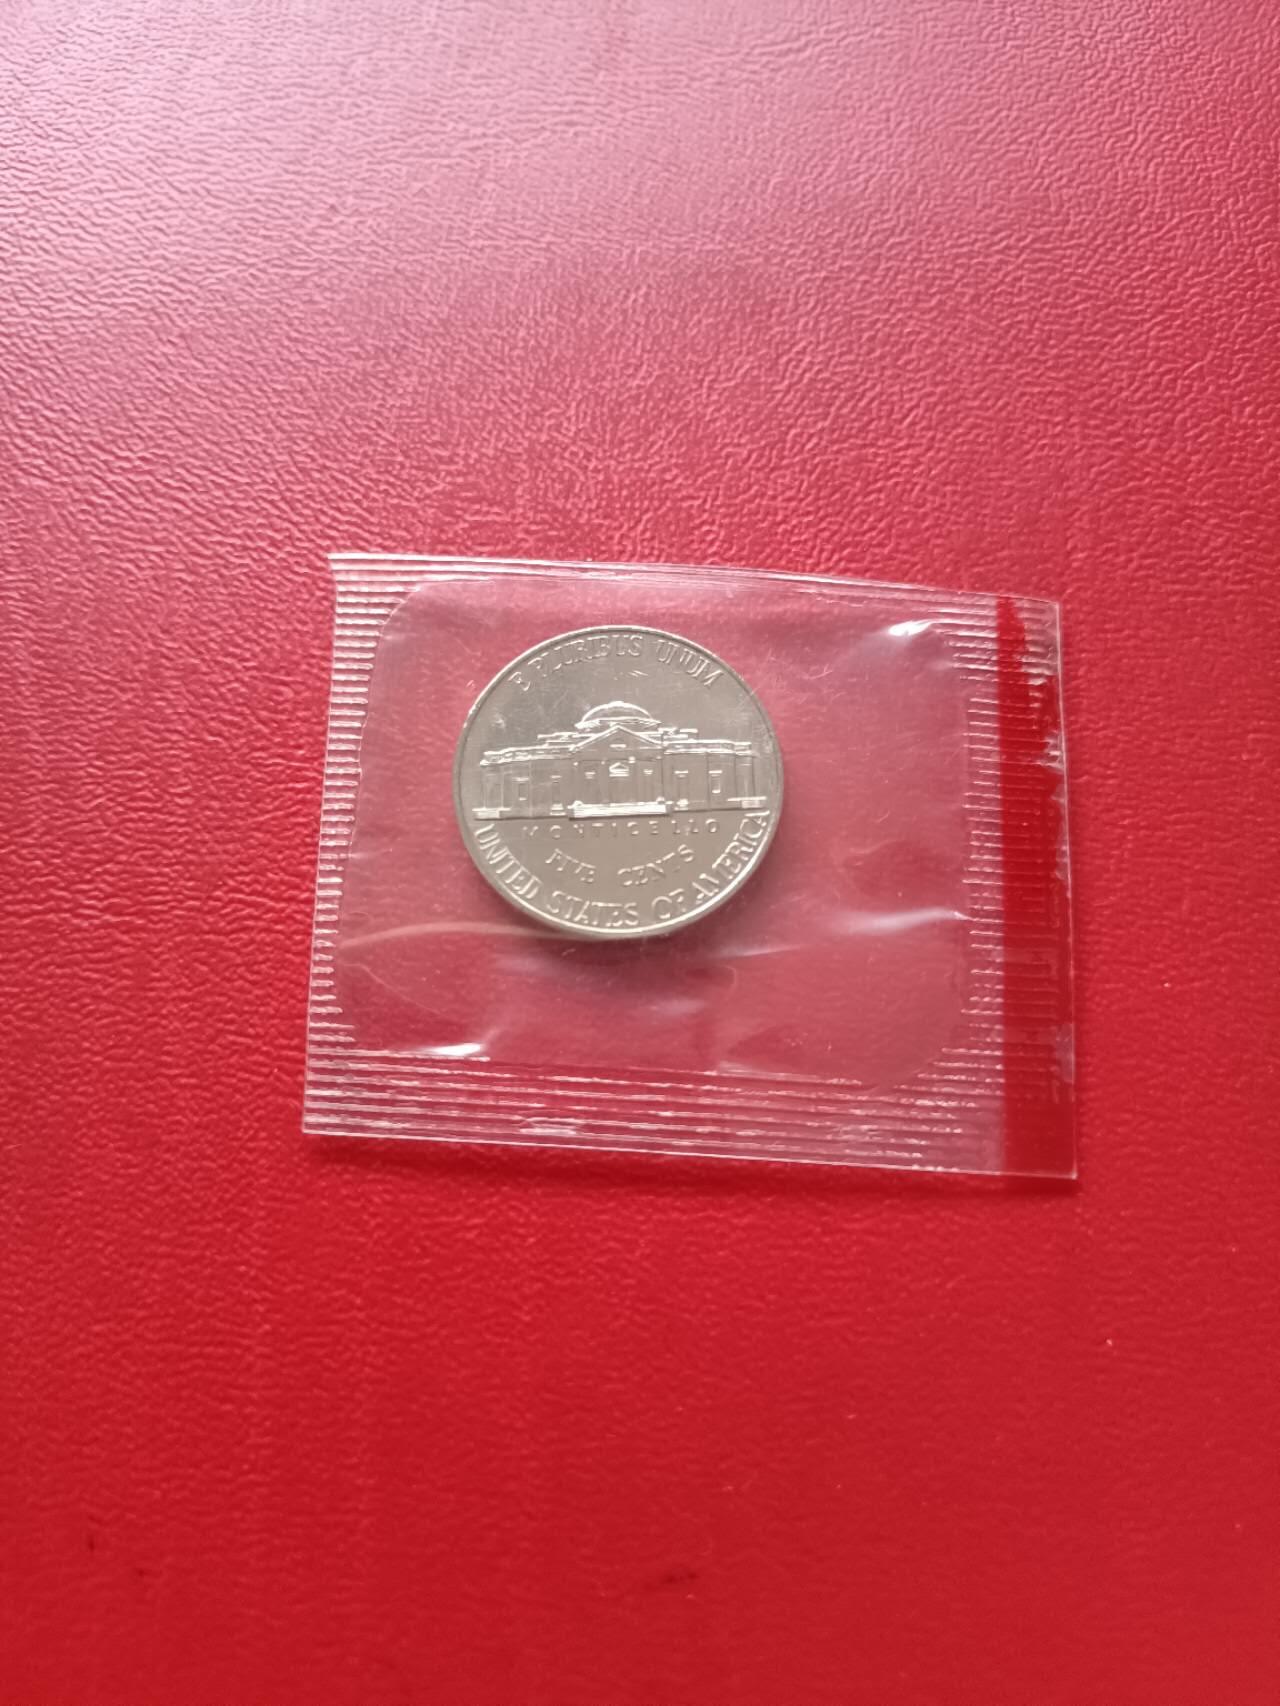 E PLURIBUS UNUM
MONTICELLO
FIVE CENTS
UNITED STATES OF AMERICA